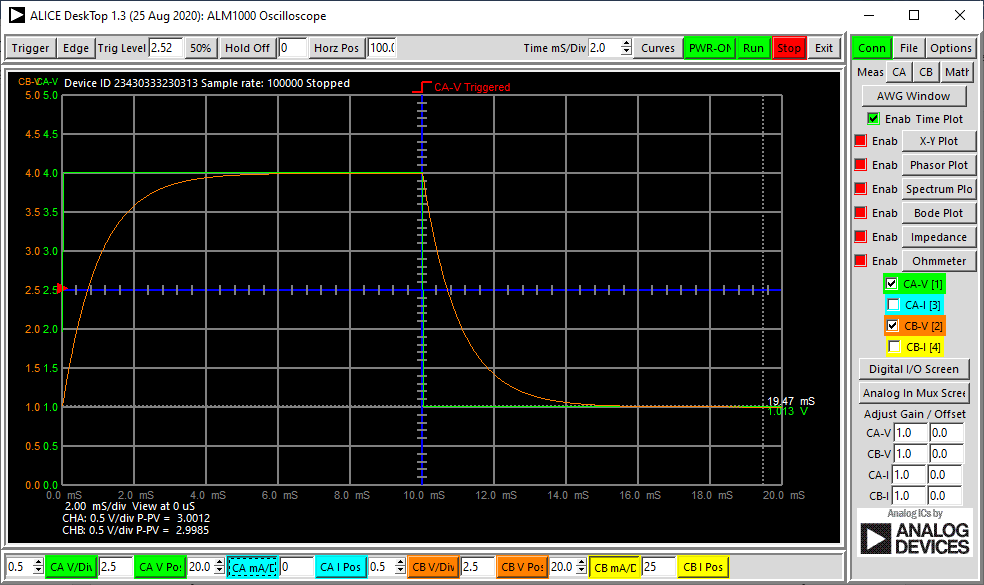 ALICE DeskTop 1.3 (25 Aug 2020): ALM1000 Oscilloscope
Trigger Edge Trig Level 2.52 50% Hold Off 0 Horz Pos 100.( Time mS/Div 2.0 Curves PWR-ON Run Stop Exit
Conn File Options
Meas CA CB Math
AWG Window
Enab Time Plot
Enab X-Y Plot
Enab Phasor Plot
Enab Spectrum Plo
Enab Bode Plot
Enab Impedance
Enab Ohmmeter
CA-V [1]
CA-I [3]
CB-V [2]
CB-I [4]
Digital I/O Screen
Analog In Mux Scree
Adjust Gain / Offset
CA-V 1.0 0.0
CB-V 1.0 0.0
CA-I 1.0 0.0
CB-I 1.0 0.0
Analog ICs by
ANALOG
DEVICES
CB-V CA-V Device ID 23430333230313 Sample rate: 100000 Stopped
CA-V Triggered
5.0 5.0
4.5 4.5
4.0 4.0
3.5 3.5
3.0 3.0
2.5 2.5
2.0 2.0
1.5 1.5
1.0 1.0
0.5 0.5
0.0 0.0
19.47 mS
1.013 V
0.0 mS 2.0 mS 4.0 mS 6.0 mS 8.0 mS 10.0 mS 12.0 mS 14.0 mS 16.0 mS 18.0 mS 20.0 mS
2.00 mS/div View at 0 uS
CHA: 0.5 V/div P-PV = 3.0012
CHB: 0.5 V/div P-PV = 2.9985
0.5 CA V/Div 2.5 CA V Pos 20.0 CA mA/D 0 CA I Pos 0.5 CB V/Div 2.5 CB V Pos 20.0 CB mA/D 25 CB I Pos